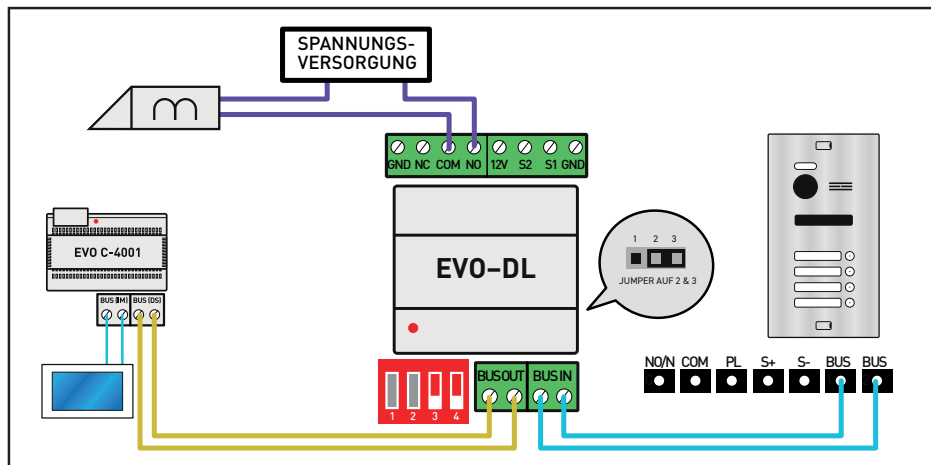 SPANNUNGS-
VERSORGUNG
GND NC COM NO 12V S2 S1 GND
EVO C-4001
BUS (IM) BUS (DS)
EVO-DL
1 2 3
JUMPER AUF 2 & 3
1 2 3 4
BUS OUT BUS IN
NO/N COM PL S+ S- BUS BUS